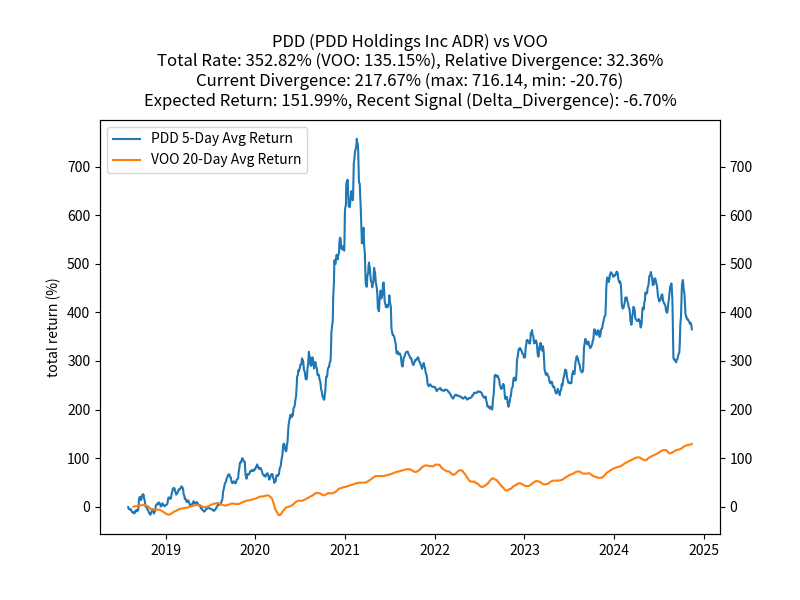 PDD (PDD Holdings Inc ADR) vs VOO
Total Rate: 352.82% (VOO: 135.15%), Relative Divergence: 32.36%
Current Divergence: 217.67% (max: 716.14, min: -20.76)
Expected Return: 151.99%, Recent Signal (Delta_Divergence): -6.70%
PDD 5-Day Avg Return
VOO 20-Day Avg Return
total return (%)
700 700
600 600
500 500
400 400
300 300
200 200
100 100
0 0
2019 2020 2021 2022 2023 2024 2025